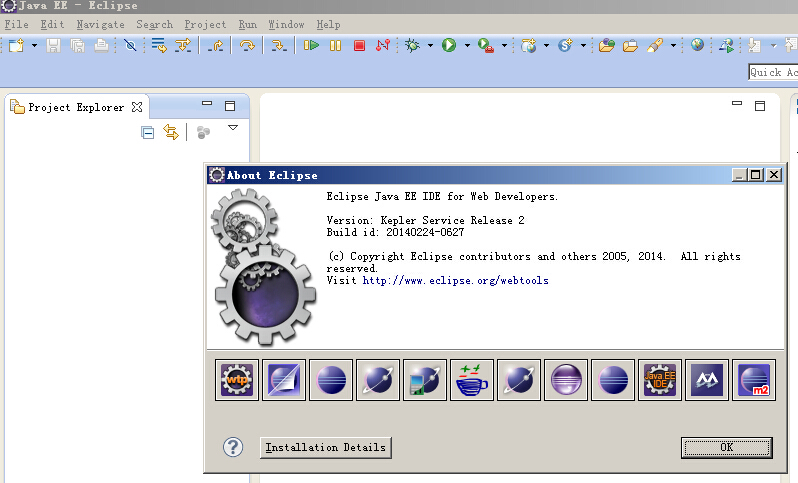 Java EE - Eclipse
File Edit Navigate Search Project Run Window Help
Quick Ac
Project Explorer
About Eclipse
Eclipse Java EE IDE for Web Developers.
Version: Kepler Service Release 2
Build id: 20140224-0627
(c) Copyright Eclipse contributors and others 2005, 2014. All rights
reserved.
Visit http://www.eclipse.org/webtools
wtp
Java EE
IDE
m2
?
Installation Details
OK